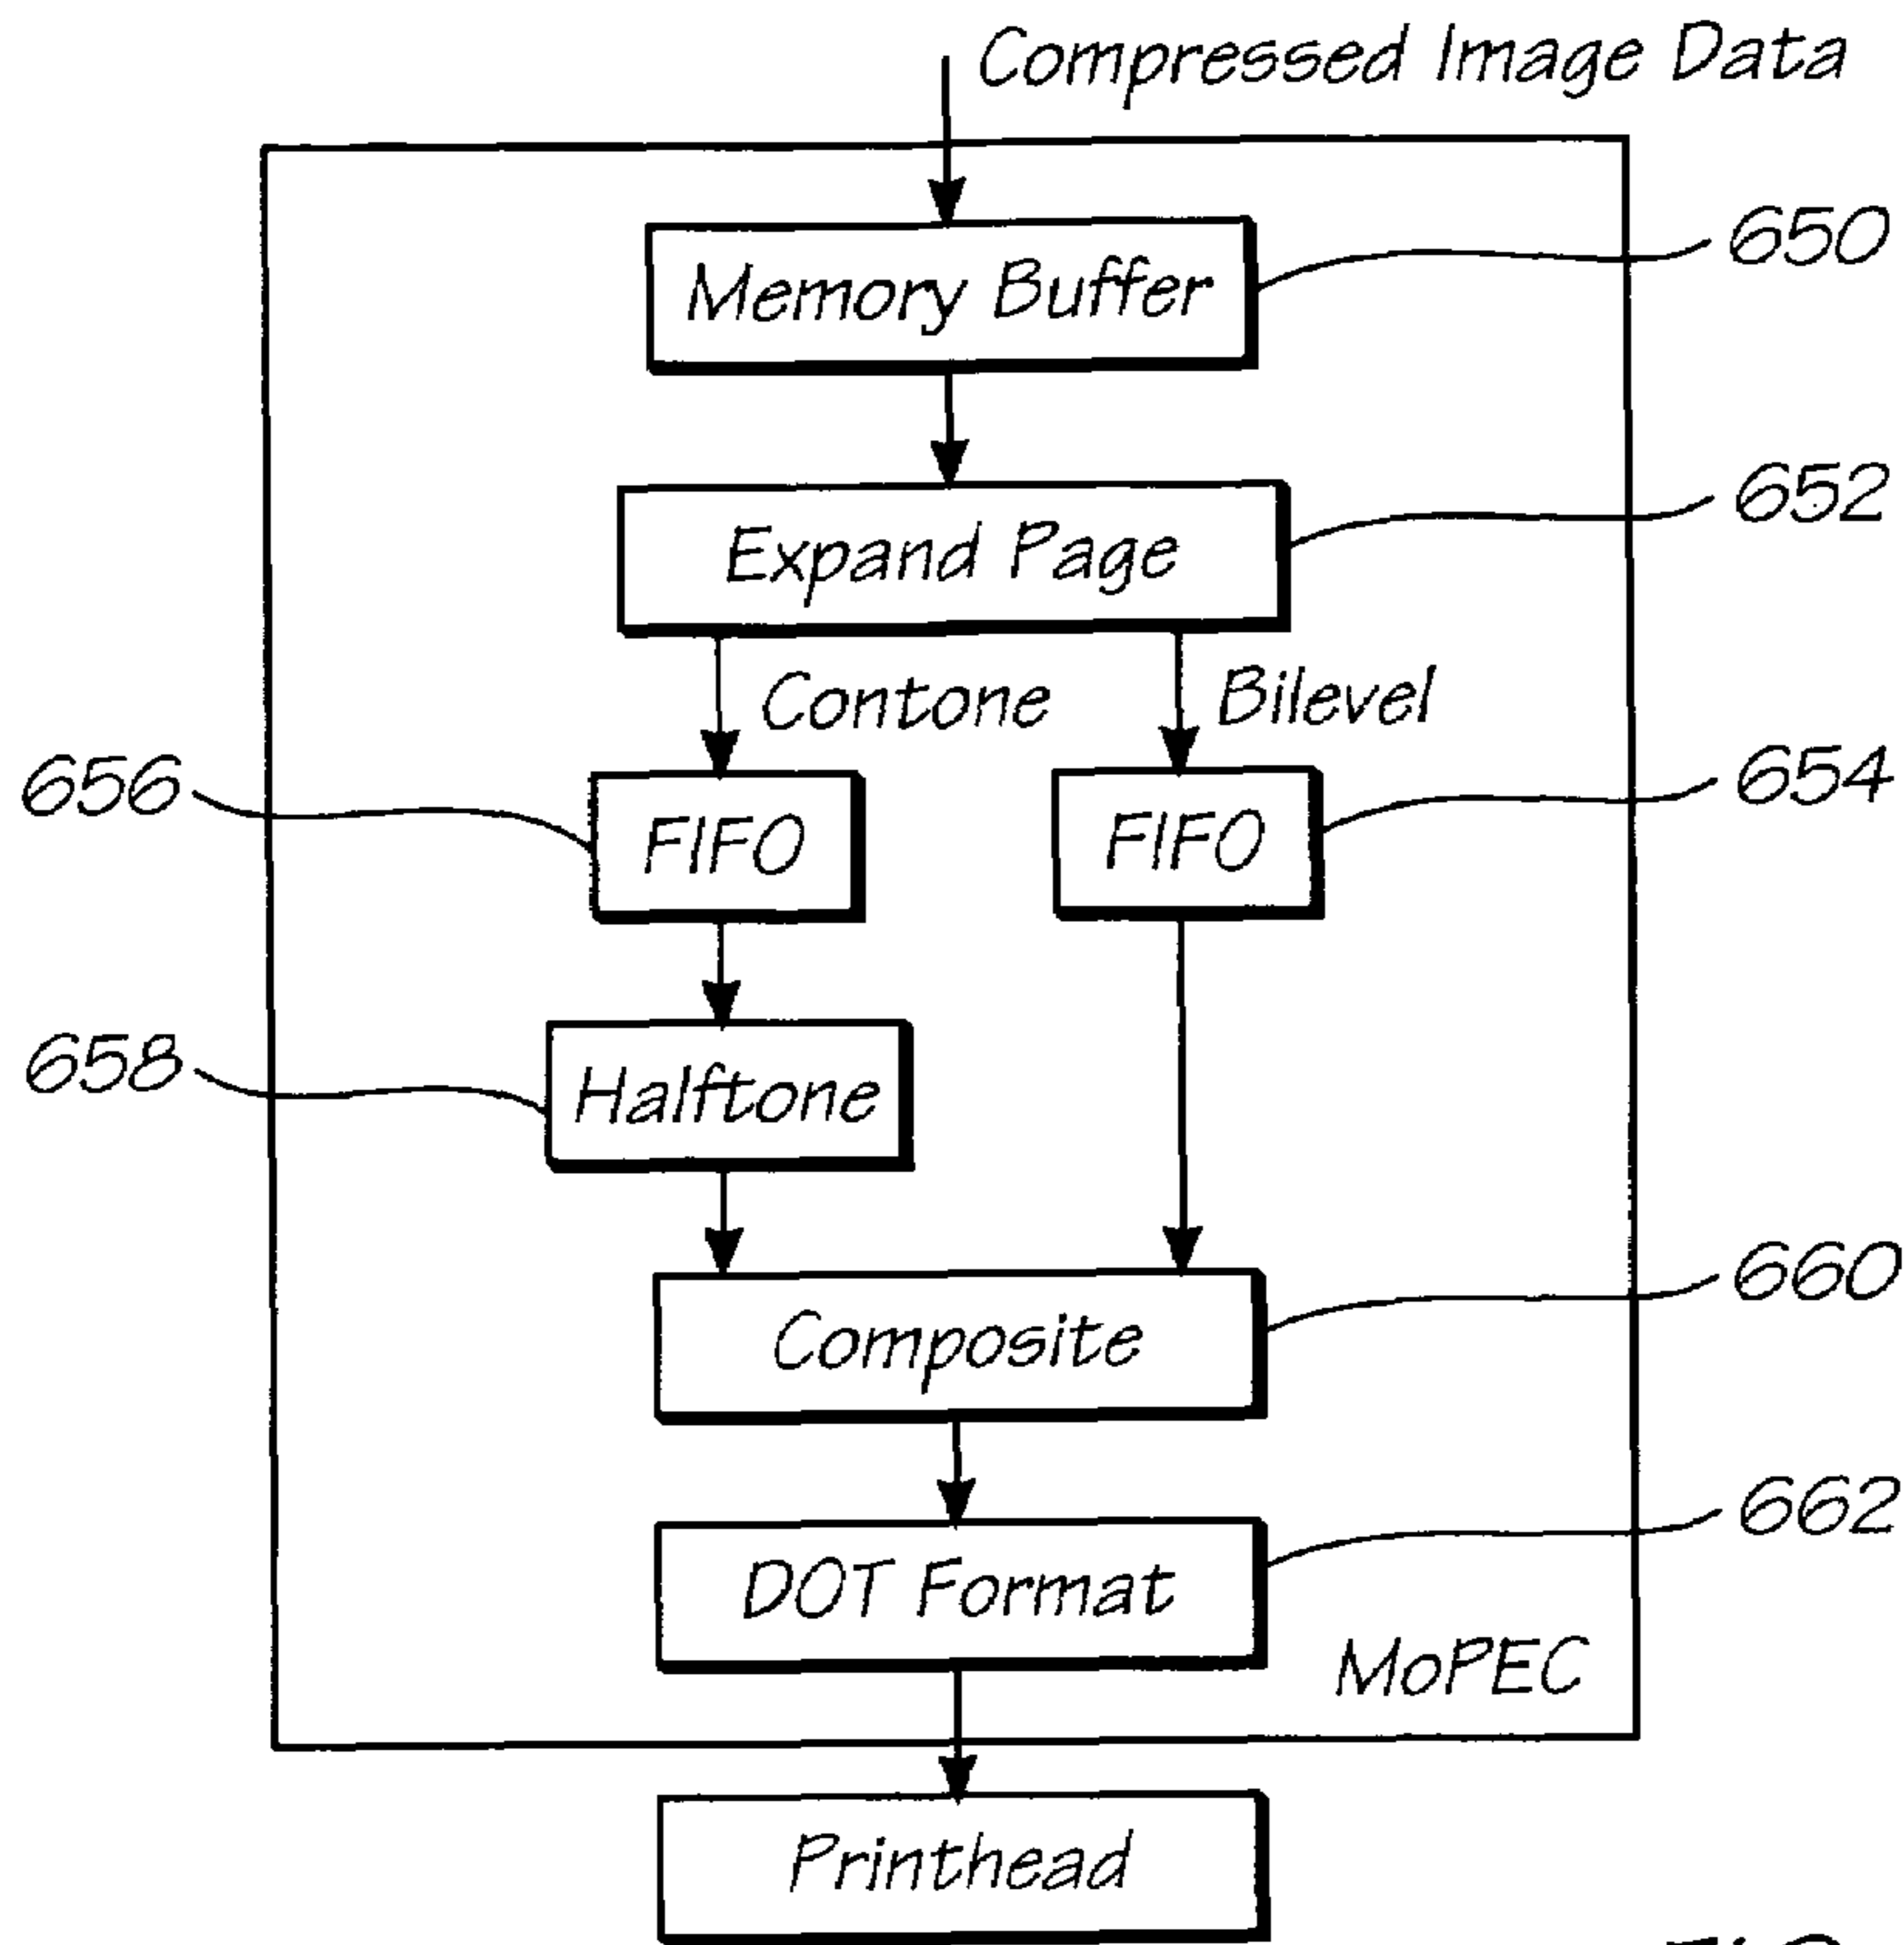 Compressed Image Data
650
Memory Buffer
652
Expand Page
Contone
Bilevel
656
FIFO
FIFO
654
658
Halftone
660
Composite
662
DOT Format
MoPEC
Printhead